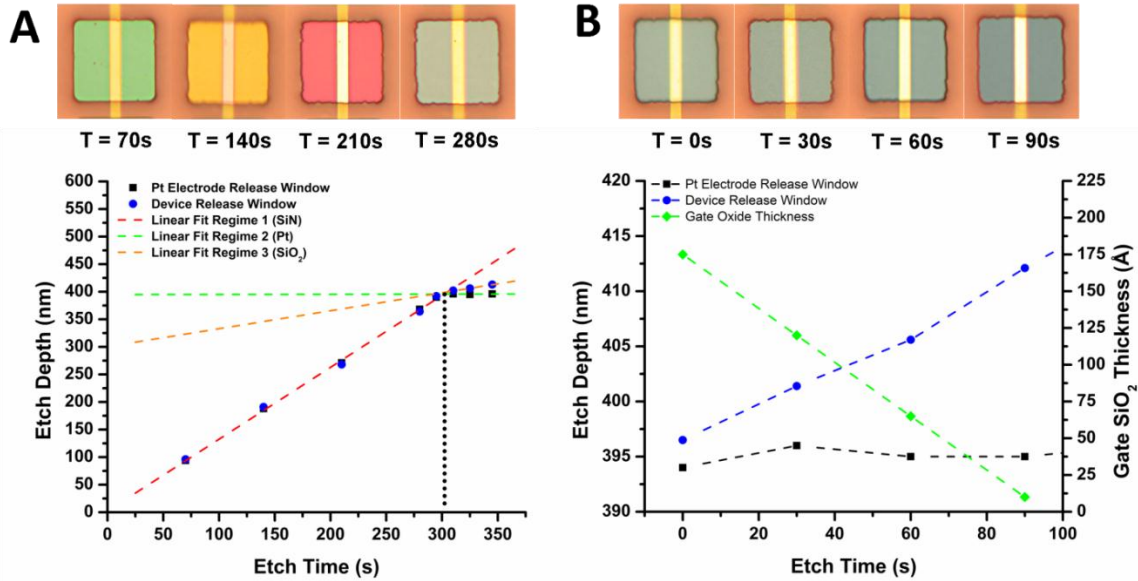 A
B
T = 70s T = 140s T = 210s T = 280s
T = 0s T = 30s T = 60s T = 90s
Pt Electrode Release Window
Device Release Window
Linear Fit Regime 1 (SiN)
Linear Fit Regime 2 (Pt)
Linear Fit Regime 3 (SiO₂)
Etch Depth (nm)
600
550
500
450
400
350
300
250
200
150
100
50
0
0 50 100 150 200 250 300 350
Etch Time (s)
Pt Electrode Release Window
Device Release Window
Gate Oxide Thickness
Etch Depth (nm)
420
415
410
405
400
395
390
0 20 40 60 80 100
Etch Time (s)
225
200
175
150
125
100
75
50
25
0
Gate SiO₂ Thickness (Å)